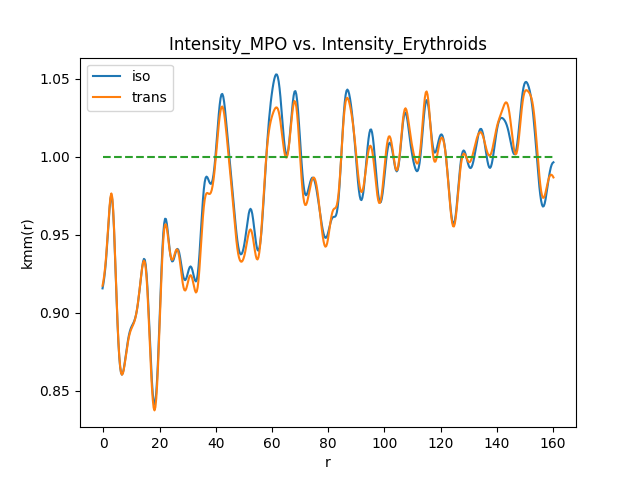 Intensity_MPO vs. Intensity_Erythroids
iso
trans
1.05
1.00
0.95
0.90
0.85
kmm(r)
0 20 40 60 80 100 120 140 160
r